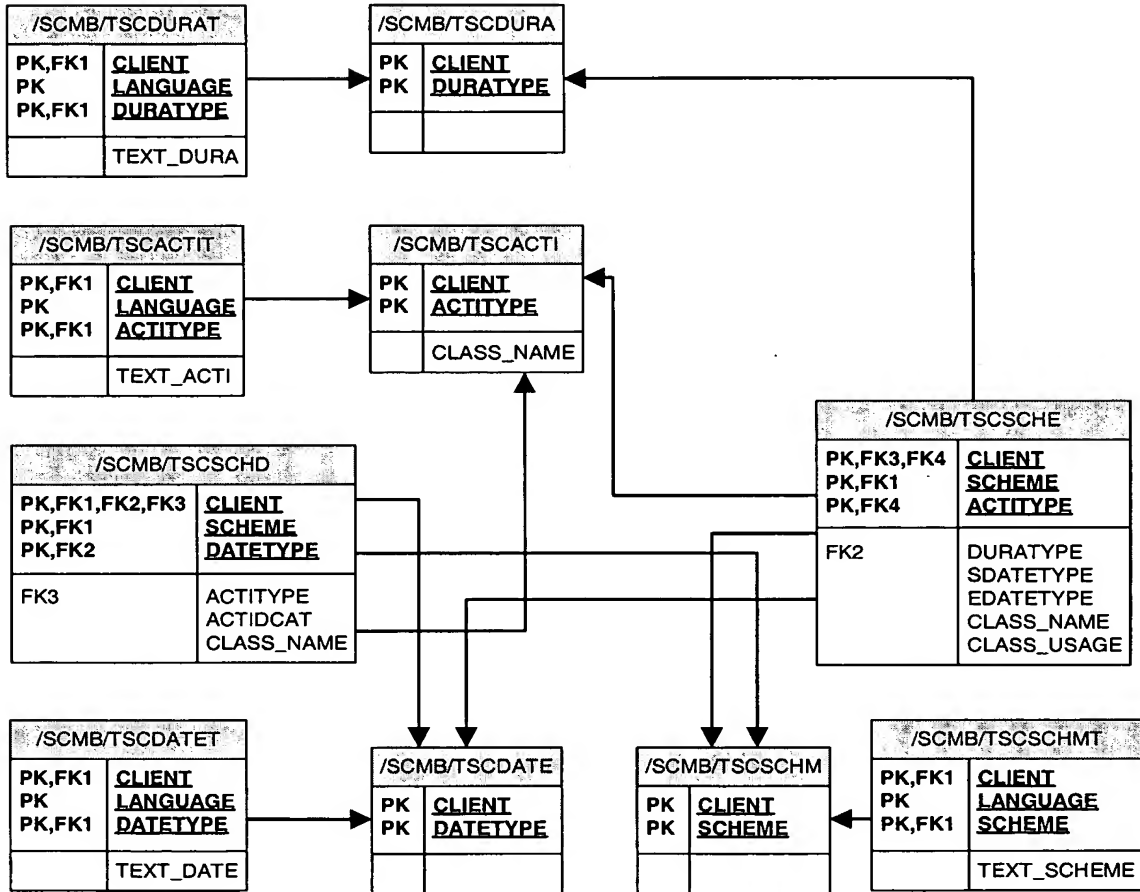 /SCMB/TSCDURAT
PK,FK1 CLIENT
PK LANGUAGE
PK,FK1 DURATYPE
TEXT_DURA
/SCMB/TSCDURA
PK CLIENT
PK DURATYPE
/SCMB/TSCACTIT
PK,FK1 CLIENT
PK LANGUAGE
PK,FK1 ACTITYPE
TEXT_ACTI
/SCMB/TSCACTI
PK CLIENT
PK ACTITYPE
CLASS_NAME
/SCMB/TSCSCHE
PK,FK3,FK4 CLIENT
PK,FK1 SCHEME
PK,FK4 ACTITYPE
FK2 DURATYPE
SDATETYPE
EDATETYPE
CLASS_NAME
CLASS_USAGE
/SCMB/TSCSCHD
PK,FK1,FK2,FK3 CLIENT
PK,FK1 SCHEME
PK,FK2 DATETYPE
FK3 ACTITYPE
ACTIDCAT
CLASS_NAME
/SCMB/TSCDATET
PK,FK1 CLIENT
PK LANGUAGE
PK,FK1 DATETYPE
TEXT_DATE
/SCMB/TSCDATE
PK CLIENT
PK DATETYPE
/SCMB/TSCSCHM
PK CLIENT
PK SCHEME
/SCMB/TSCSCHMT
PK,FK1 CLIENT
PK LANGUAGE
PK,FK1 SCHEME
TEXT_SCHEME